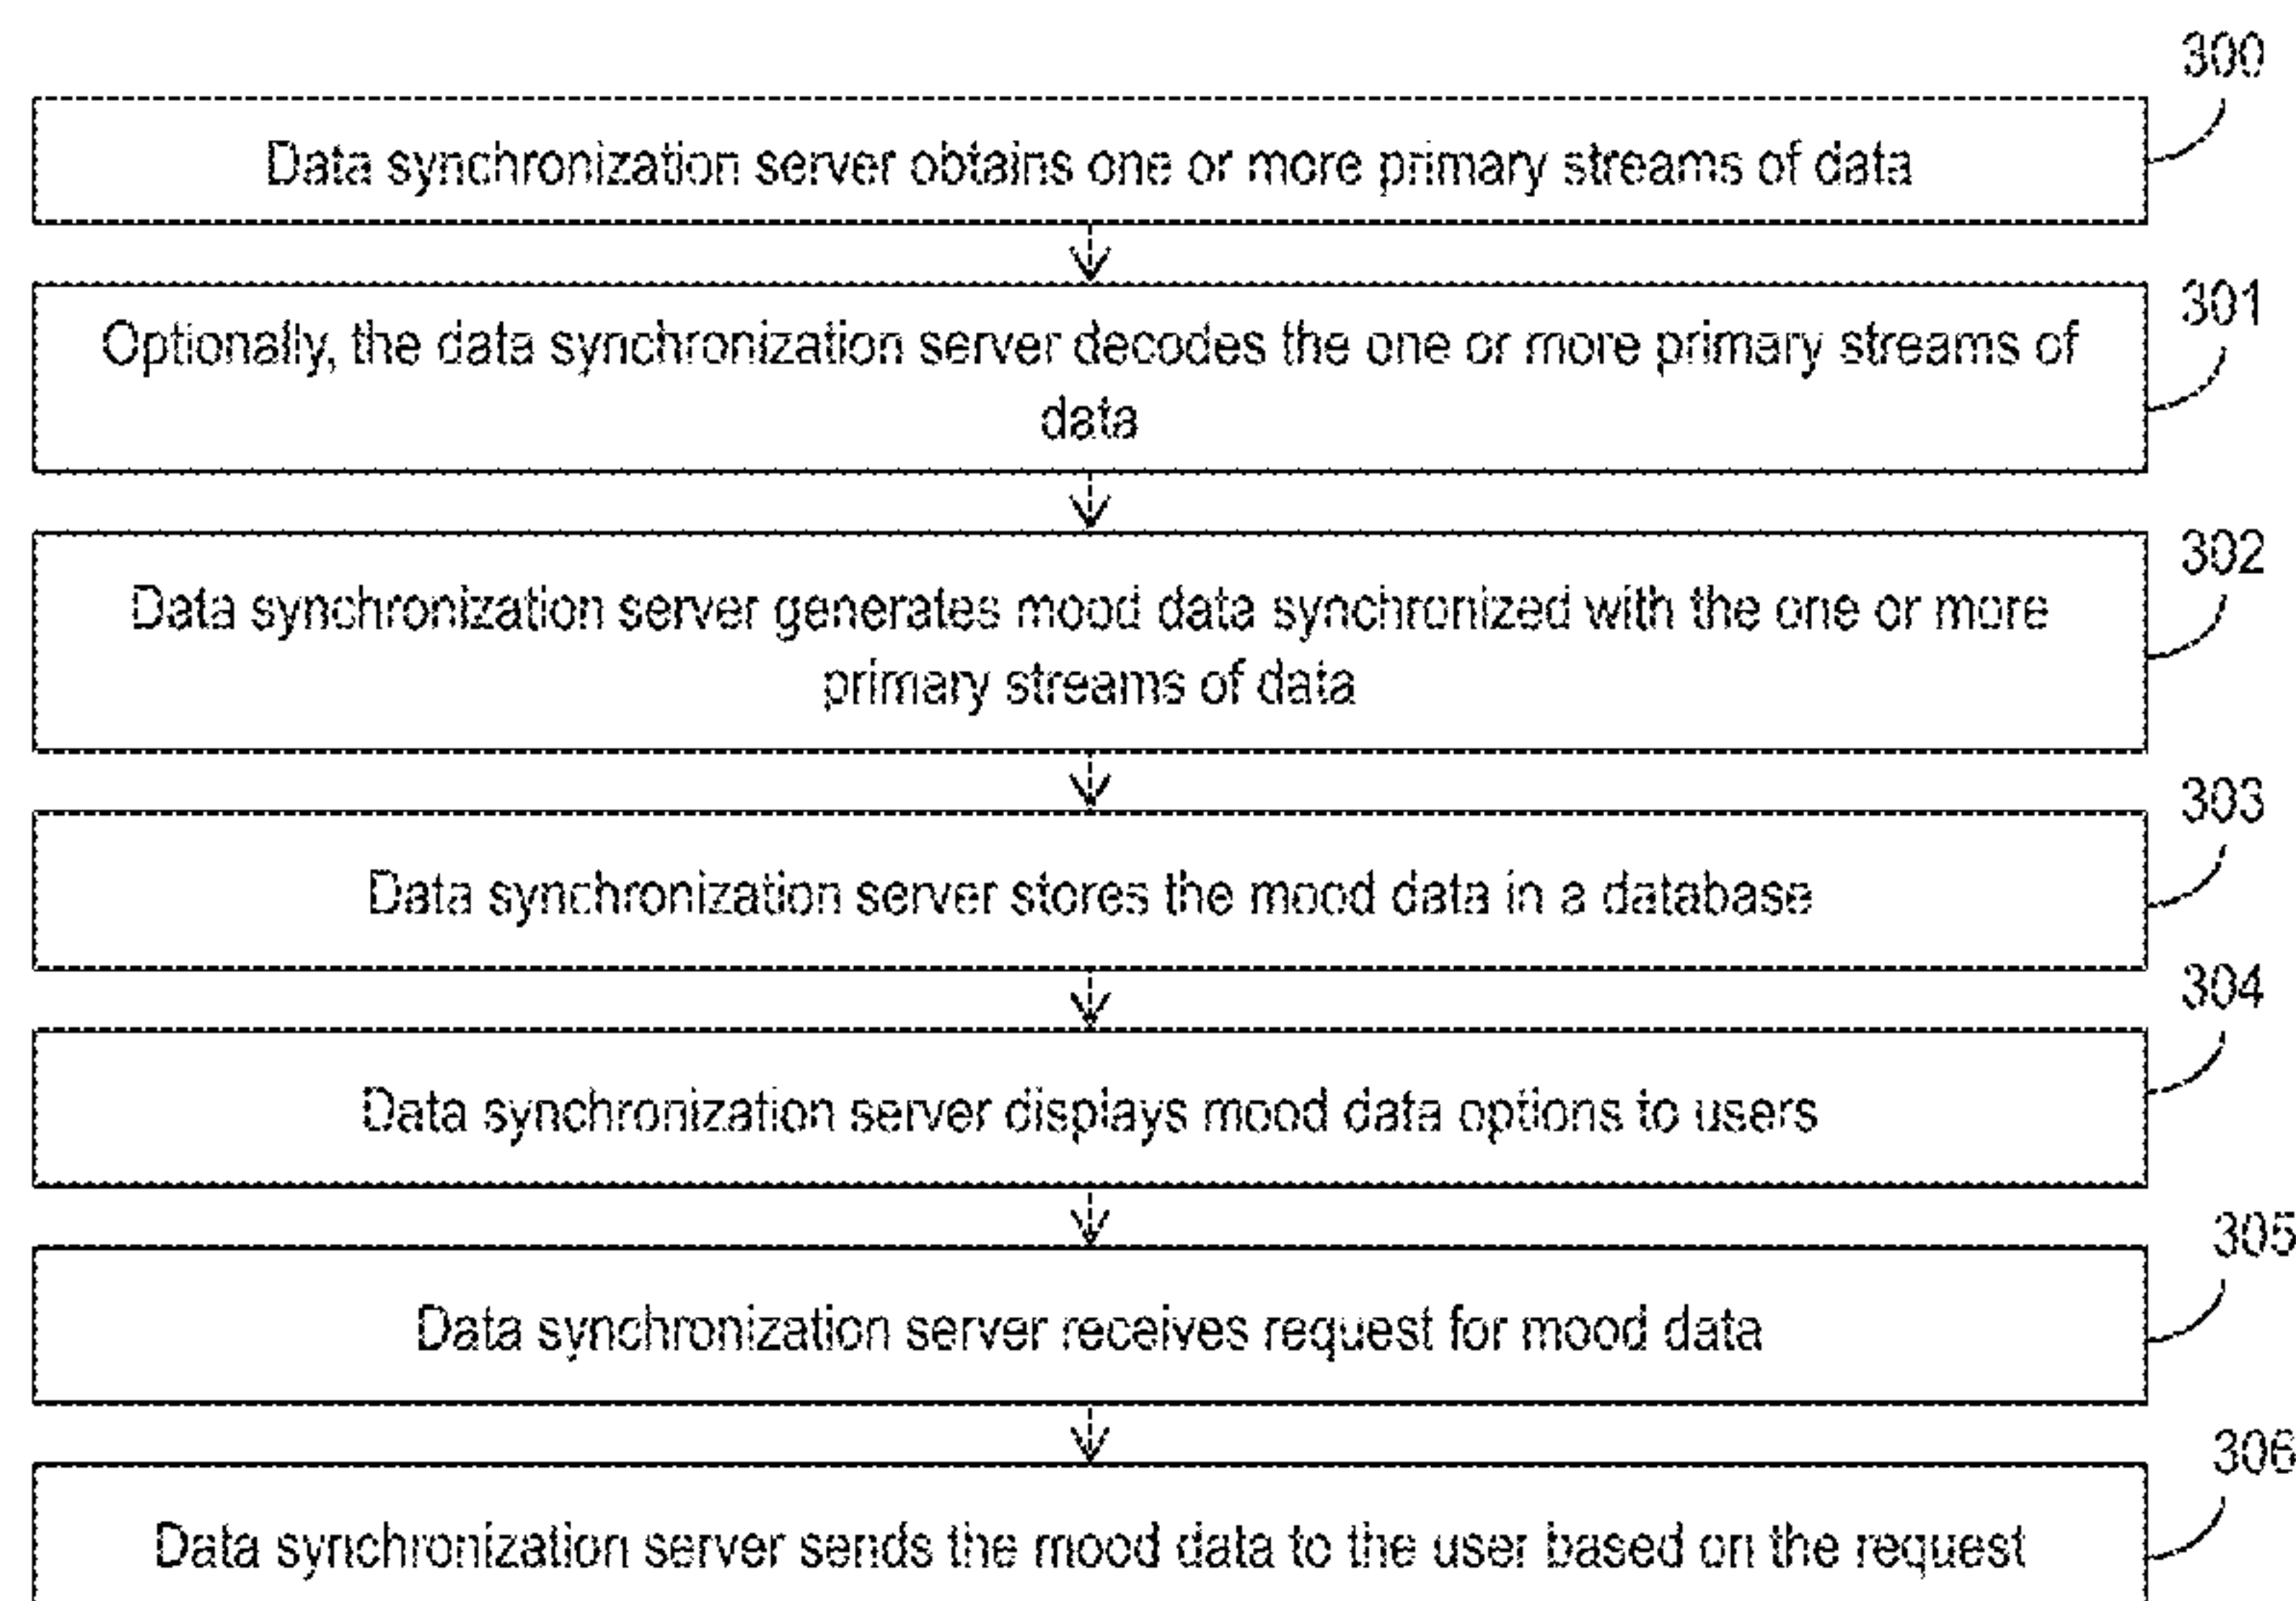 300
Data synchronization server obtains one or more primary streams of data
301
Optionally, the data synchronization server decodes the one or more primary streams of
data
302
Data synchronization server generates mood data synchronized with the one or more
primary streams of data
303
Data synchronization server stores the mood data in a database
304
Data synchronization server displays mood data options to users
305
Data synchronization server receives request for mood data
306
Data synchronization server sends the mood data to the user based on the request